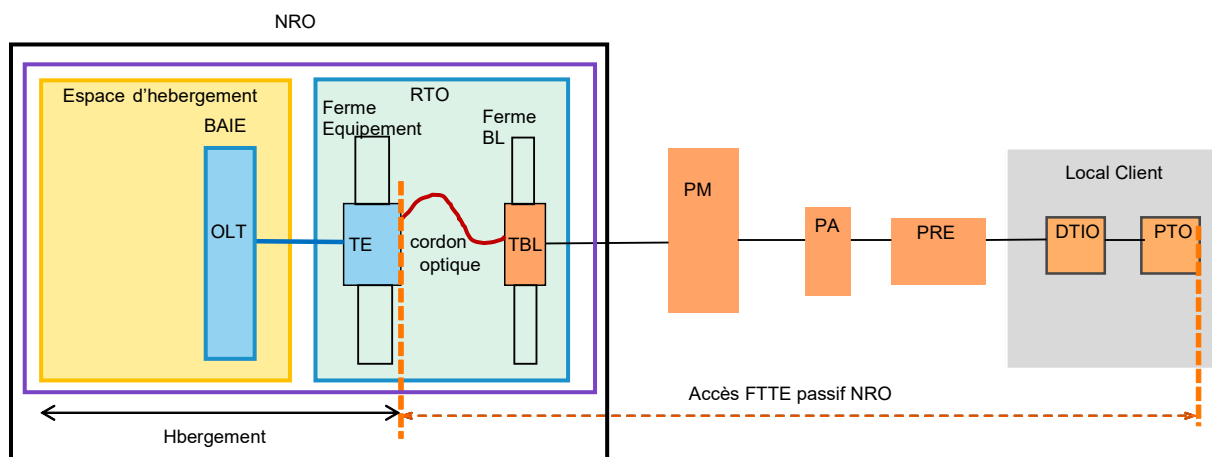 NRO
Espace d'hebergement
RTO
BAIE
Ferme
Equipement
Ferme
BL
OLT
TE
cordon
optique
TBL
PM
PA
PRE
Local Client
DTIO
PTO
Accès FTTE passif NRO
Hbergement